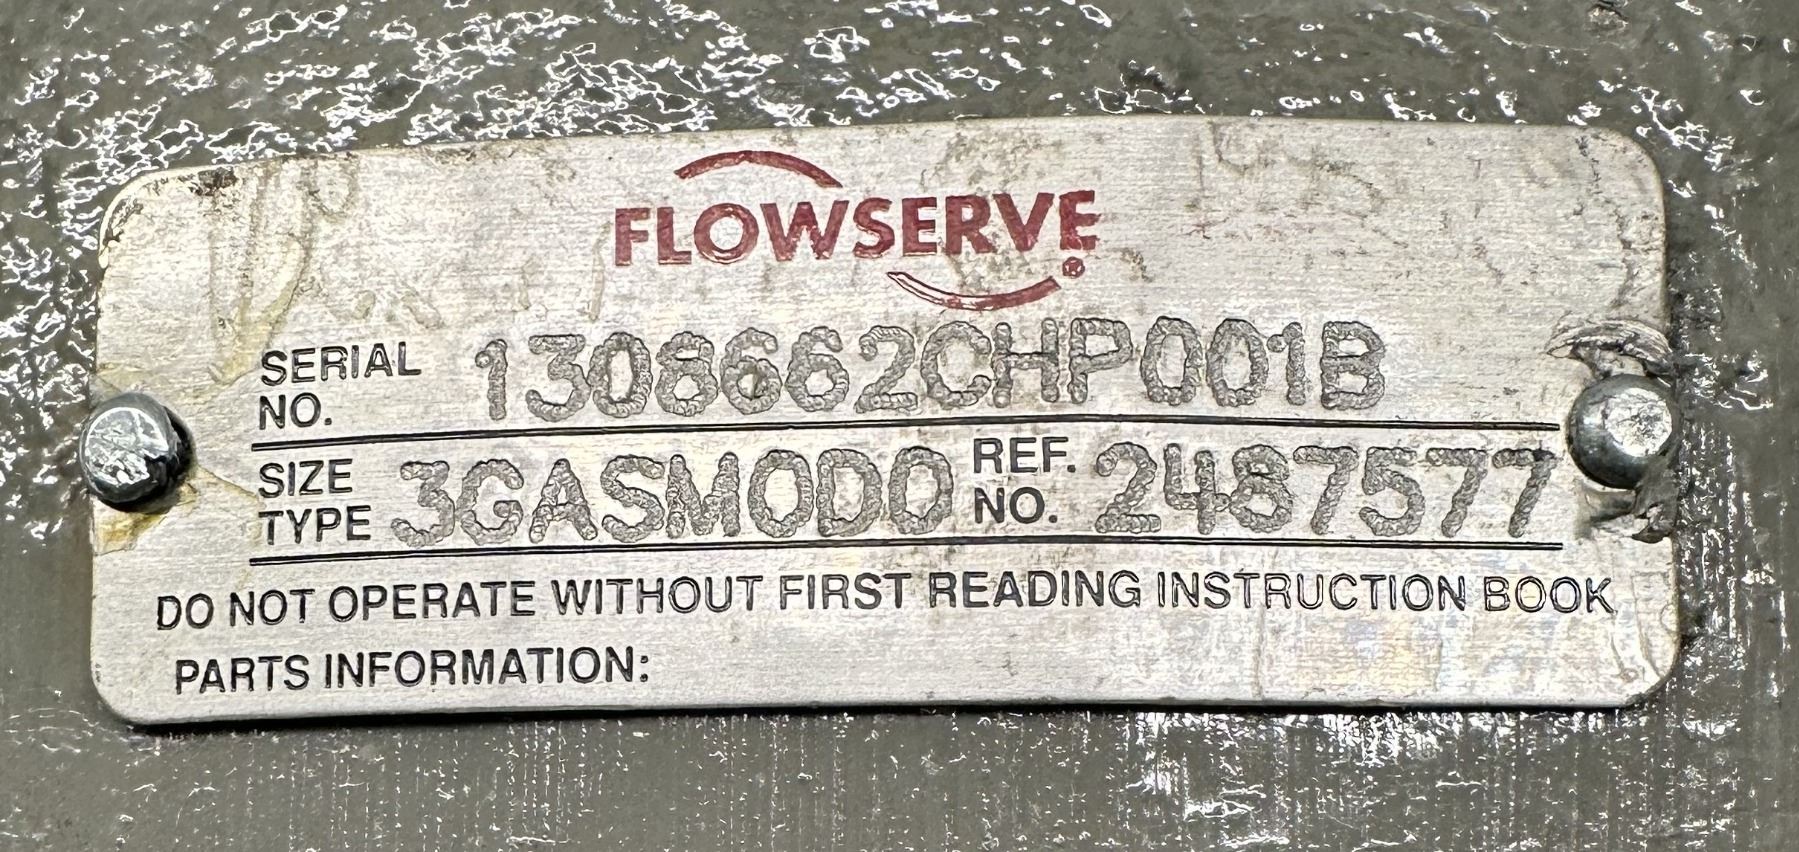 FLOWSERVE®
SERIAL NO. 1308662CHP001B
SIZE TYPE 3GASM0D0 REF. NO. 2487577
DO NOT OPERATE WITHOUT FIRST READING INSTRUCTION BOOK
PARTS INFORMATION: